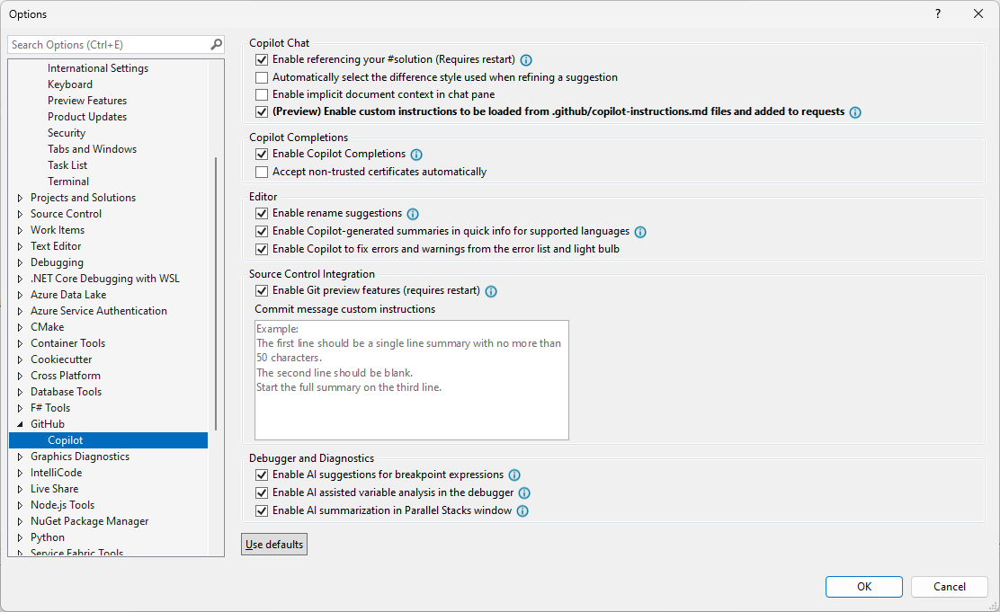 Options
?
Search Options (Ctrl+E)
International Settings
Keyboard
Preview Features
Product Updates
Security
Tabs and Windows
Task List
Terminal
Projects and Solutions
Source Control
Work Items
Text Editor
Debugging
.NET Core Debugging with WSL
Azure Data Lake
Azure Service Authentication
CMake
Container Tools
Cookiecutter
Cross Platform
Database Tools
F# Tools
GitHub
Copilot
Graphics Diagnostics
IntelliCode
Live Share
Node.js Tools
NuGet Package Manager
Python
Service Fabric Tools
Copilot Chat
Enable referencing your #solution (Requires restart)
Automatically select the difference style used when refining a suggestion
Enable implicit document context in chat pane
(Preview) Enable custom instructions to be loaded from .github/copilot-instructions.md files and added to requests
Copilot Completions
Enable Copilot Completions
Accept non-trusted certificates automatically
Editor
Enable rename suggestions
Enable Copilot-generated summaries in quick info for supported languages
Enable Copilot to fix errors and warnings from the error list and light bulb
Source Control Integration
Enable Git preview features (requires restart)
Commit message custom instructions
Example:
The first line should be a single line summary with no more than
50 characters.
The second line should be blank.
Start the full summary on the third line.
Debugger and Diagnostics
Enable AI suggestions for breakpoint expressions
Enable AI assisted variable analysis in the debugger
Enable AI summarization in Parallel Stacks window
Use defaults
OK
Cancel